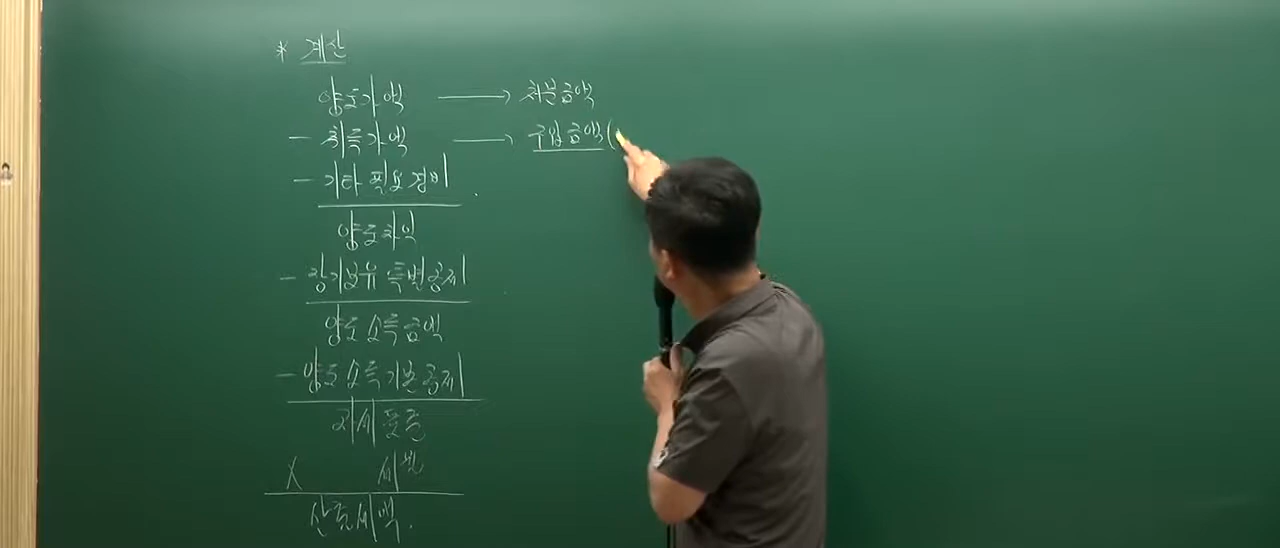 * 계산
양도가액 → 처분금액
- 취득가액 → 구입금액(
- 기타 필요경비
양도차익
- 장기보유 특별공제
양도소득금액
- 양도소득기본공제
과세표준
X 세율
산출세액.